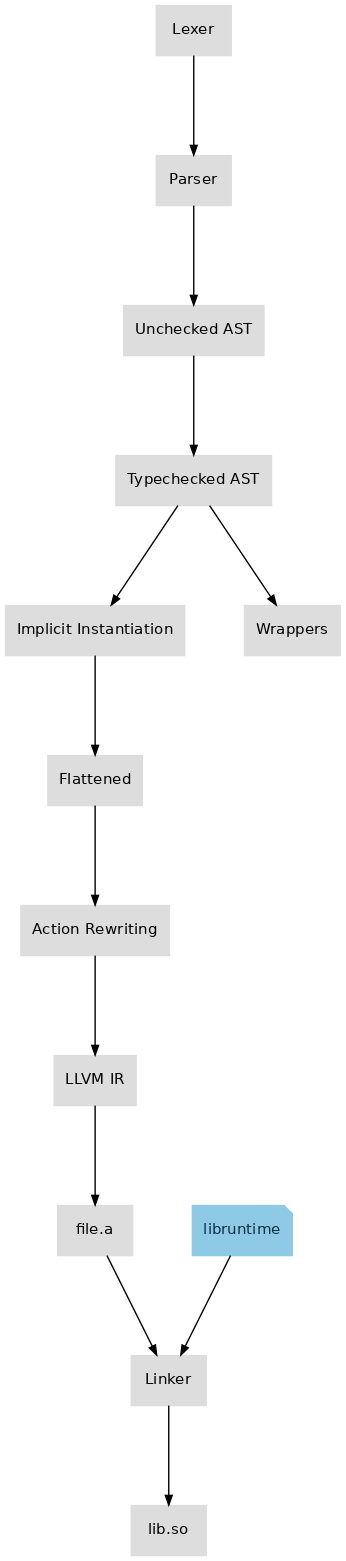 Lexer
Parser
Unchecked AST
Typechecked AST
Implicit Instantiation
Wrappers
Flattened
Action Rewriting
LLVM IR
file.a
libruntime
Linker
lib.so